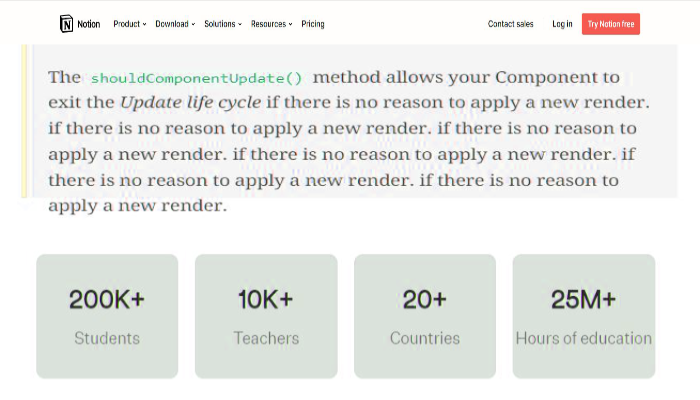 Notion Product Download Solutions Resources Pricing Contact sales Log in Try Notion free
The shouldComponentUpdate() method allows your Component to
exit the Update life cycle if there is no reason to apply a new render.
if there is no reason to apply a new render. if there is no reason to
apply a new render. if there is no reason to apply a new render. if
there is no reason to apply a new render. if there is no reason to
apply a new render.
200K+ 10K+ 20+ 25M+
Students Teachers Countries Hours of education